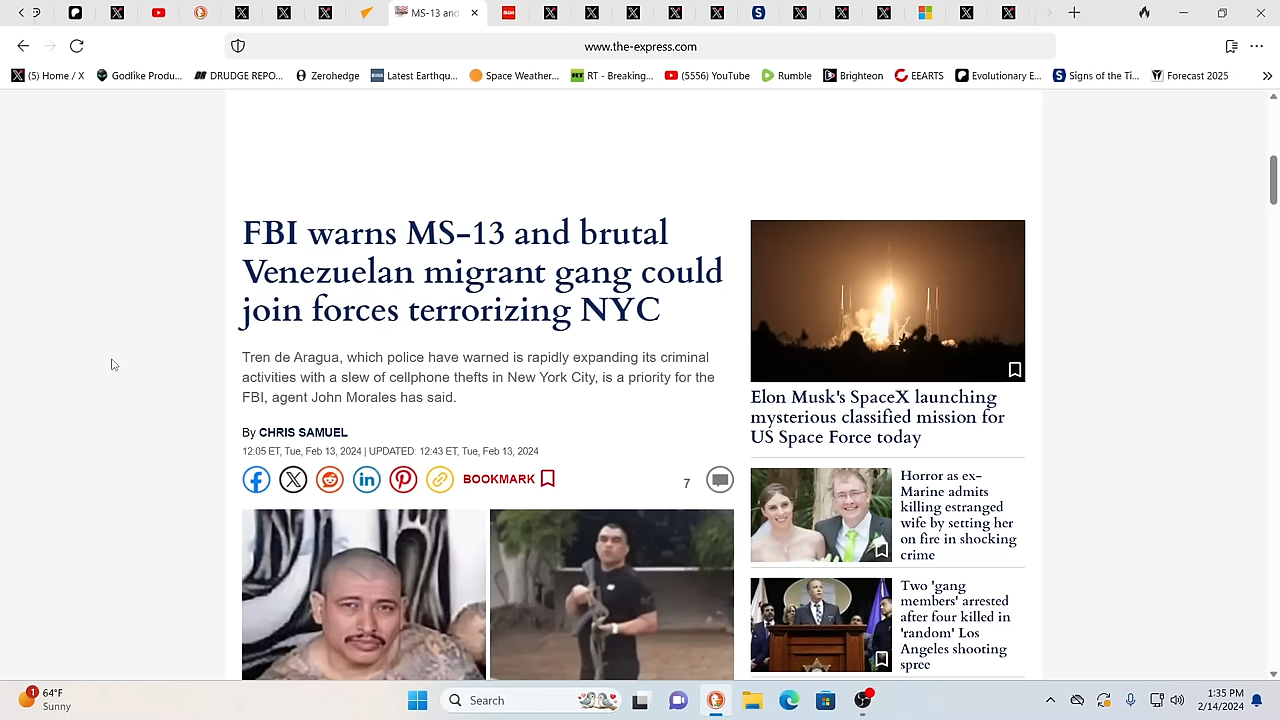 MS-13 and
www.the-express.com
(5) Home / X
Godlike Produ...
DRUDGE REPO...
Zerohedge
Latest Earthqu...
Space Weather...
RT - Breaking...
(5556) YouTube
Rumble
Brighteon
EEARTS
Evolutionary E...
Signs of the Ti...
Forecast 2025
FBI warns MS-13 and brutal
Venezuelan migrant gang could
join forces terrorizing NYC
Tren de Aragua, which police have warned is rapidly expanding its criminal
activities with a slew of cellphone thefts in New York City, is a priority for the
FBI, agent John Morales has said.
By CHRIS SAMUEL
12:05 ET, Tue, Feb 13, 2024 | UPDATED: 12:43 ET, Tue, Feb 13, 2024
BOOKMARK
7
Elon Musk's SpaceX launching
mysterious classified mission for
US Space Force today
Horror as ex-
Marine admits
killing estranged
wife by setting her
on fire in shocking
crime
Two 'gang
members' arrested
after four killed in
'random' Los
Angeles shooting
spree
1
64°F
Sunny
Search
1:35 PM
2/14/2024